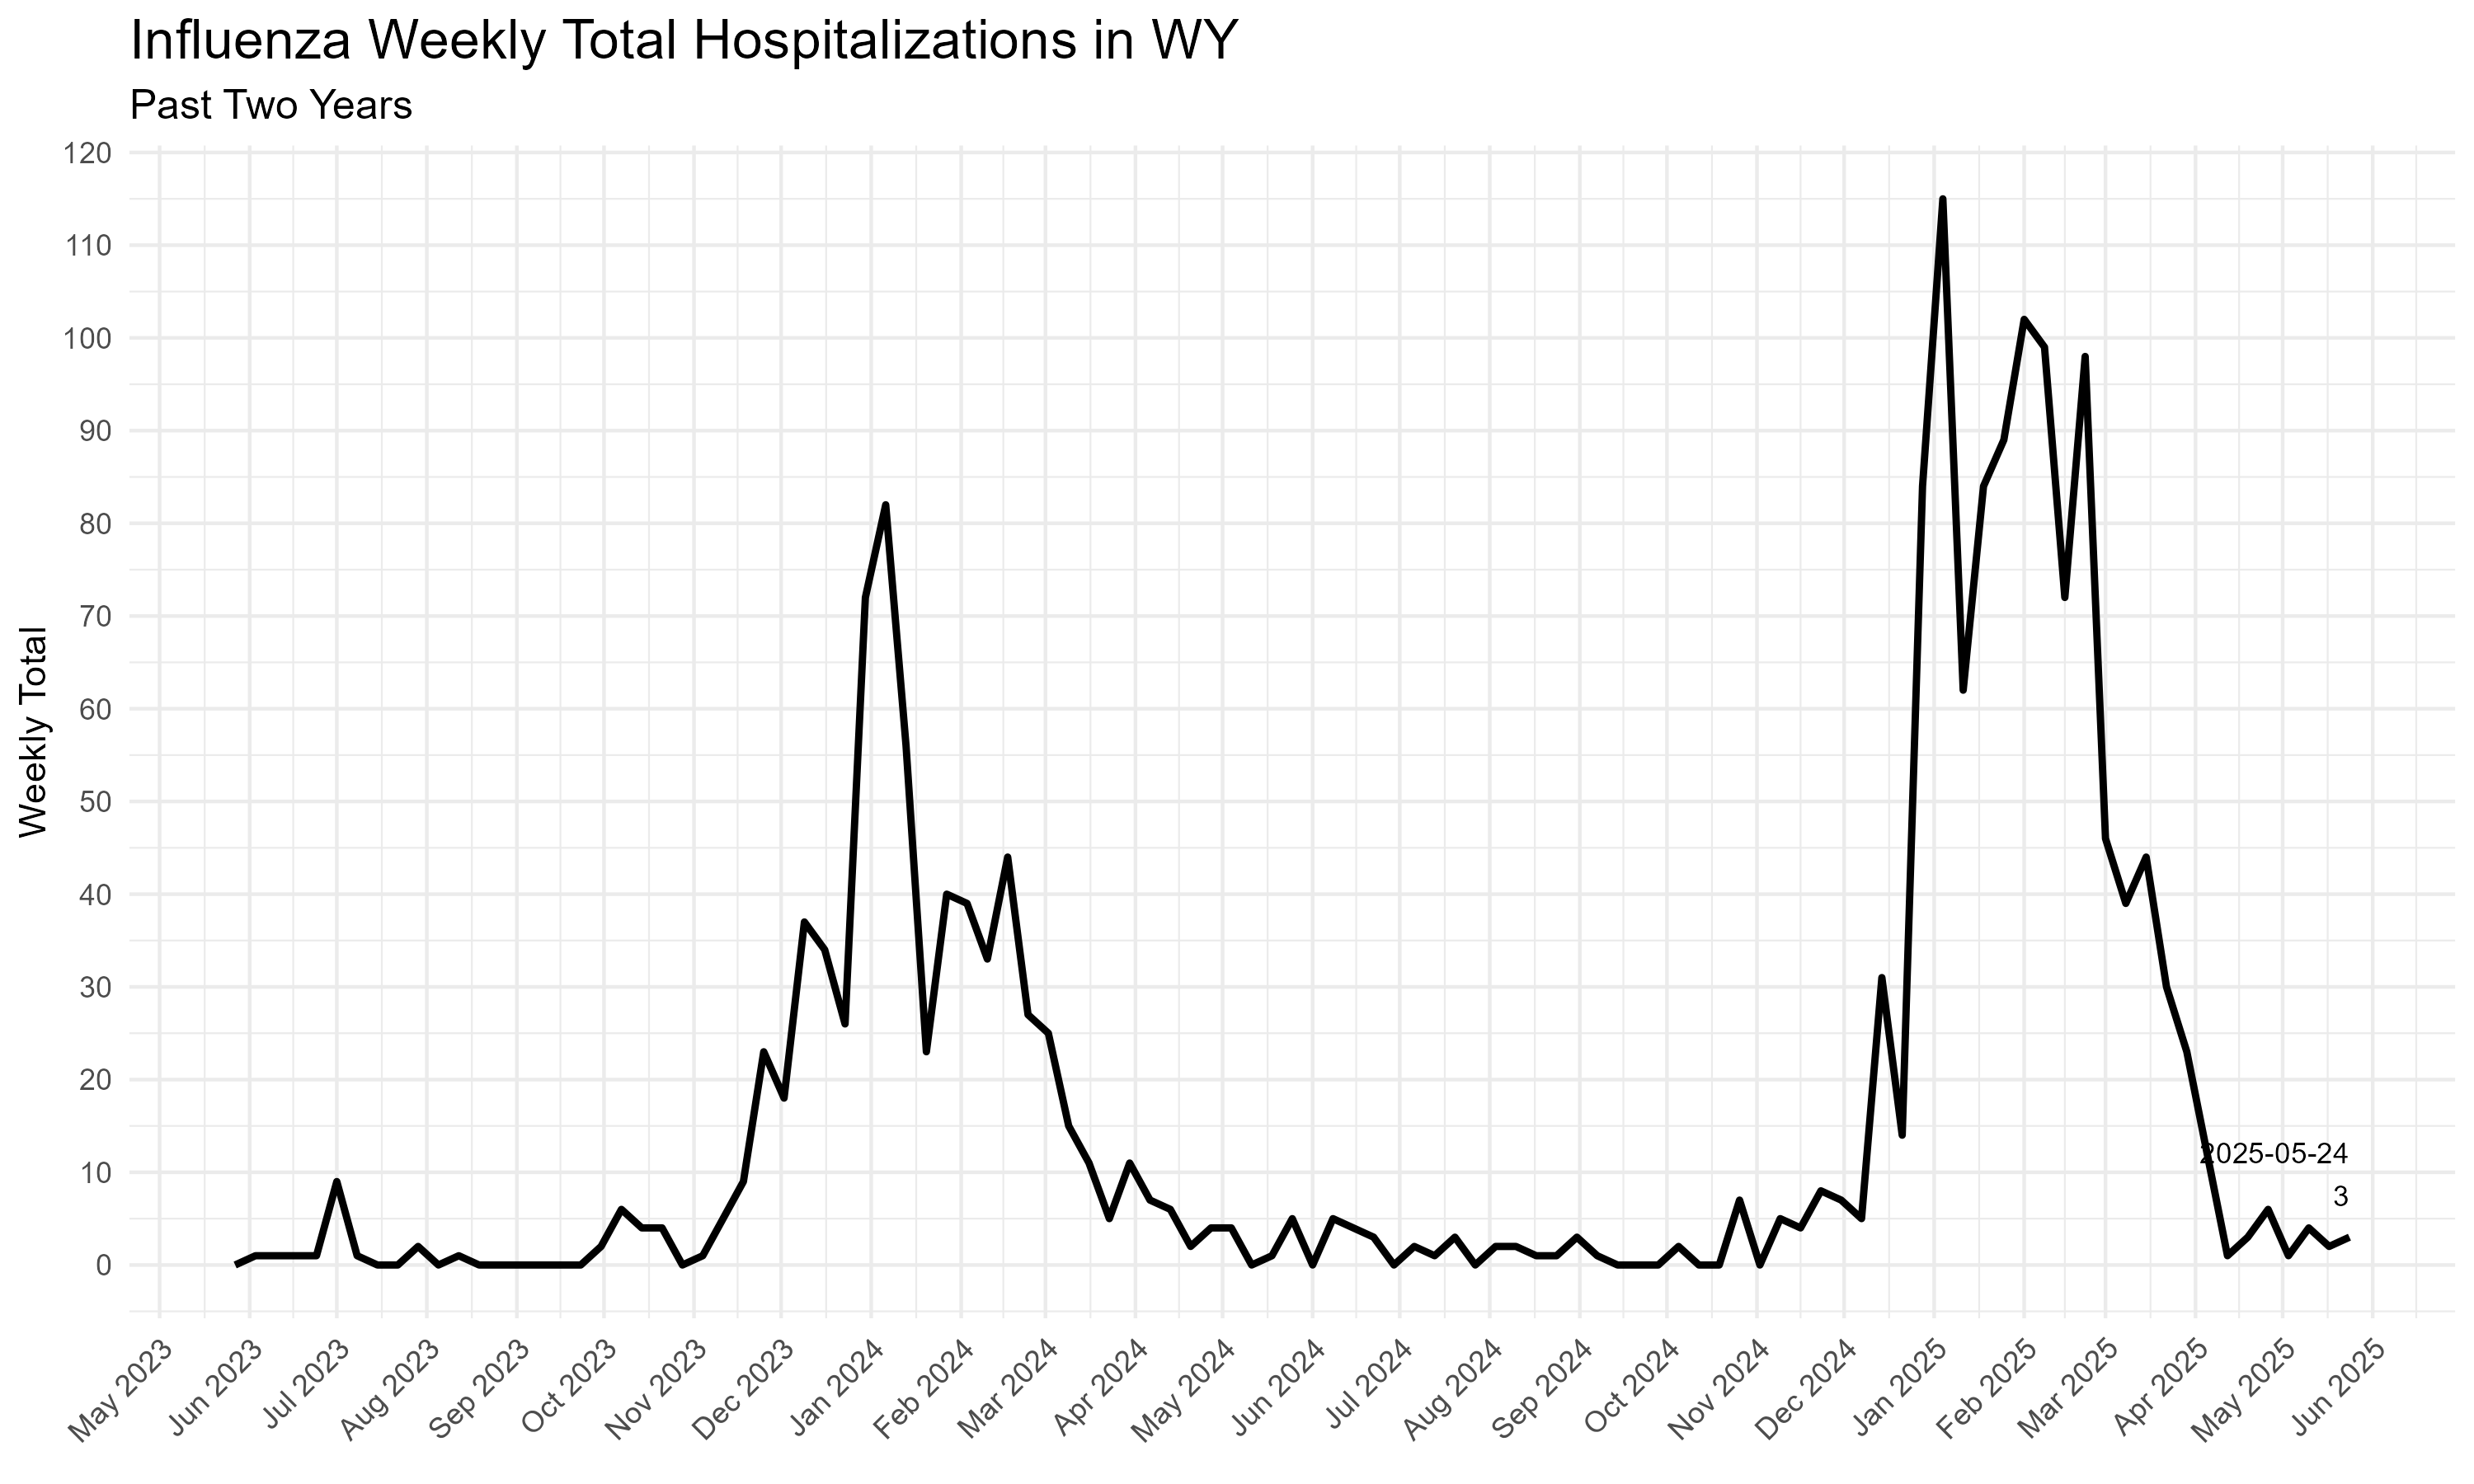 Influenza Weekly Total Hospitalizations in WY
Past Two Years
Weekly Total
120
110
100
90
80
70
60
50
40
30
20
10
0
2025-05-24
3
May 2023
Jun 2023
Jul 2023
Aug 2023
Sep 2023
Oct 2023
Nov 2023
Dec 2023
Jan 2024
Feb 2024
Mar 2024
Apr 2024
May 2024
Jun 2024
Jul 2024
Aug 2024
Sep 2024
Oct 2024
Nov 2024
Dec 2024
Jan 2025
Feb 2025
Mar 2025
Apr 2025
May 2025
Jun 2025